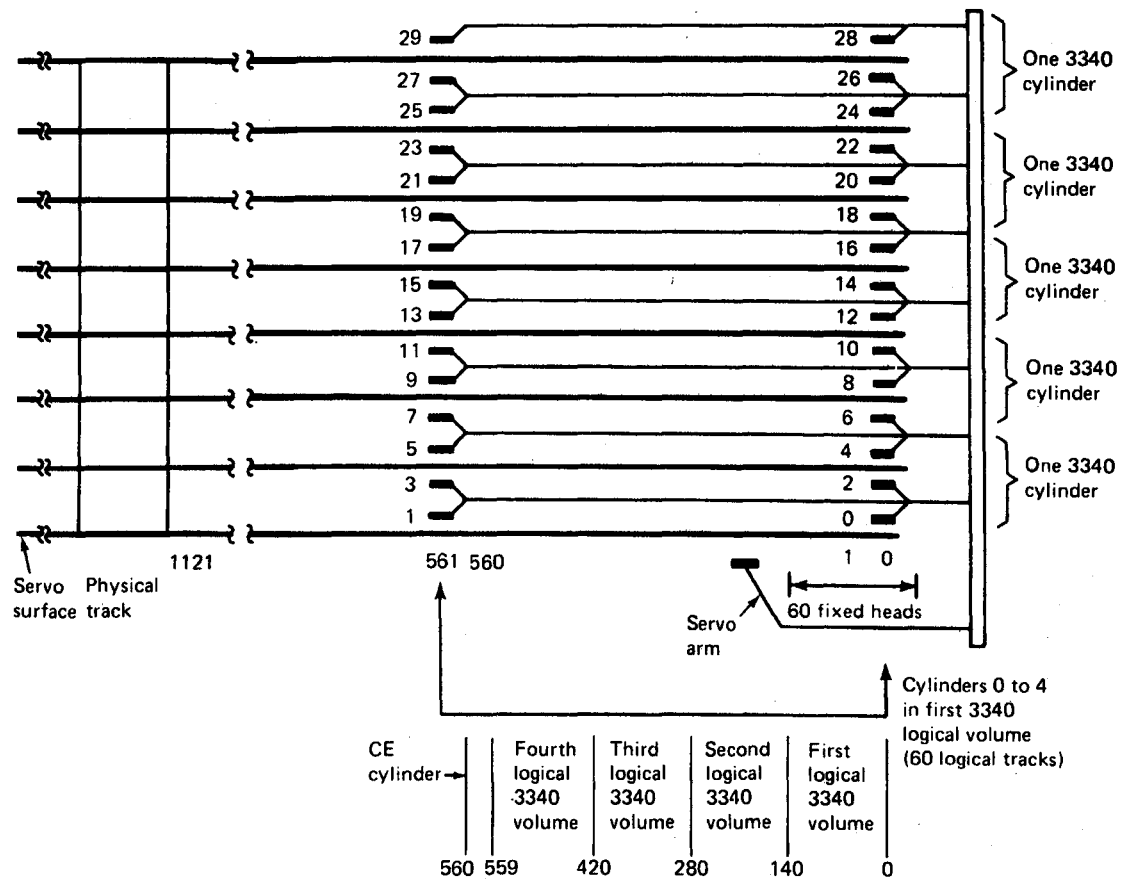 29
28
27
26
25
24
One 3340
cylinder
23
22
21
20
One 3340
cylinder
19
18
17
16
15
14
13
12
One 3340
cylinder
11
10
9
8
One 3340
cylinder
7
6
5
4
3
2
1
0
One 3340
cylinder
1121
561 560
1 0
Servo Physical
surface track
60 fixed heads
Servo
arm
Cylinders 0 to 4
in first 3340
logical volume
(60 logical tracks)
CE
cylinder
Fourth
logical
3340
volume
Third
logical
3340
volume
Second
logical
3340
volume
First
logical
3340
volume
560 559 420 280 140 0